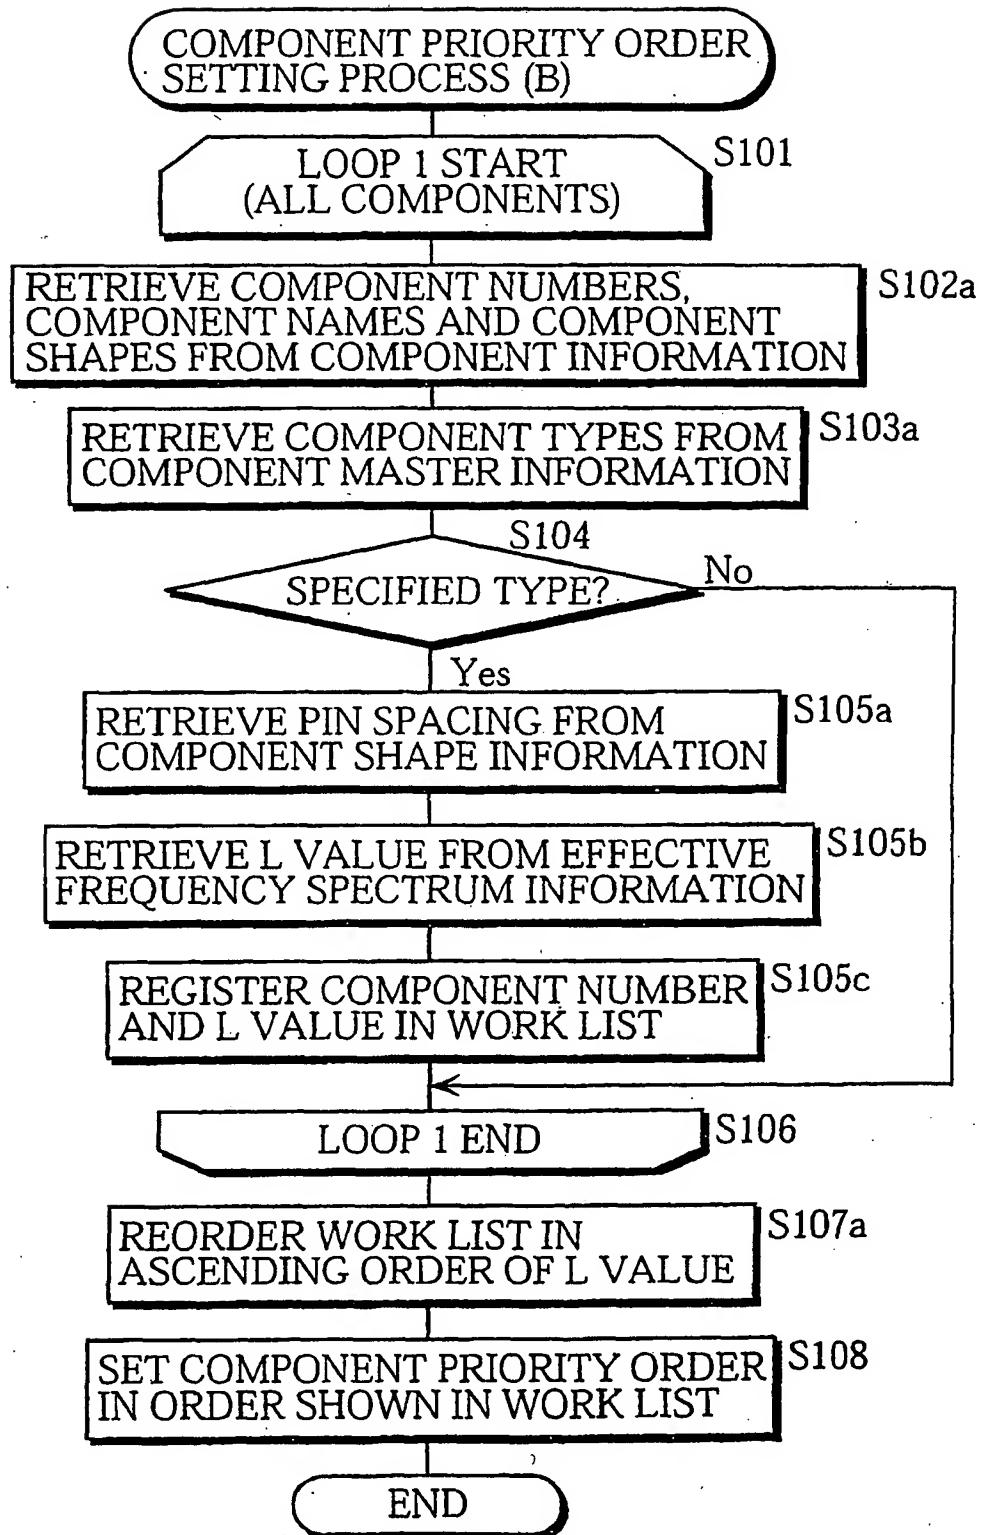 COMPONENT PRIORITY ORDER
SETTING PROCESS (B)
LOOP 1 START
(ALL COMPONENTS)
S101
RETRIEVE COMPONENT NUMBERS,
COMPONENT NAMES AND COMPONENT
SHAPES FROM COMPONENT INFORMATION
S102a
RETRIEVE COMPONENT TYPES FROM
COMPONENT MASTER INFORMATION
S103a
S104
SPECIFIED TYPE?
No
Yes
RETRIEVE PIN SPACING FROM
COMPONENT SHAPE INFORMATION
S105a
RETRIEVE L VALUE FROM EFFECTIVE
FREQUENCY SPECTRUM INFORMATION
S105b
REGISTER COMPONENT NUMBER
AND L VALUE IN WORK LIST
S105c
LOOP 1 END
S106
REORDER WORK LIST IN
ASCENDING ORDER OF L VALUE
S107a
SET COMPONENT PRIORITY ORDER
IN ORDER SHOWN IN WORK LIST
S108
END